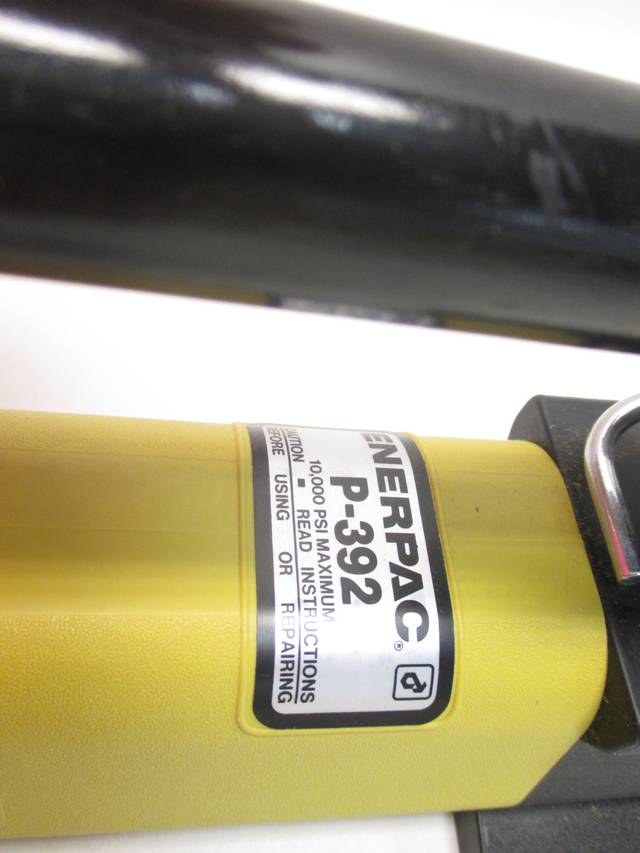 ENERPAC®
P-392
10,000 PSI MAXIMUM
CAUTION ▪ READ INSTRUCTIONS
BEFORE USING OR REPAIRING